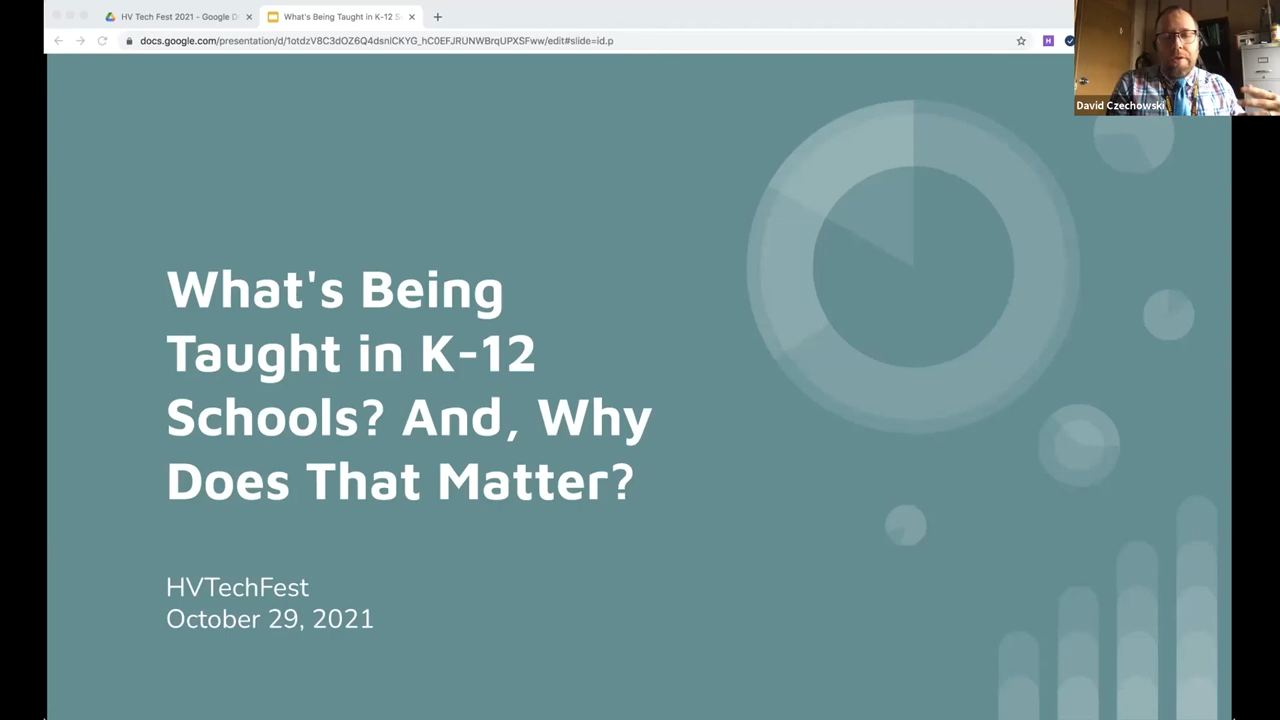 HV Tech Fest 2021 - Google D
What's Being Taught in K-12 S
docs.google.com/presentation/d/1otdzV8C3dOZ6Q4dsnlCKYG_hC0EFJRUNWBrqUPXSFww/edit#slide=id.p
H
David Czechowski
What's Being
Taught in K-12
Schools? And, Why
Does That Matter?
HVTechFest
October 29, 2021